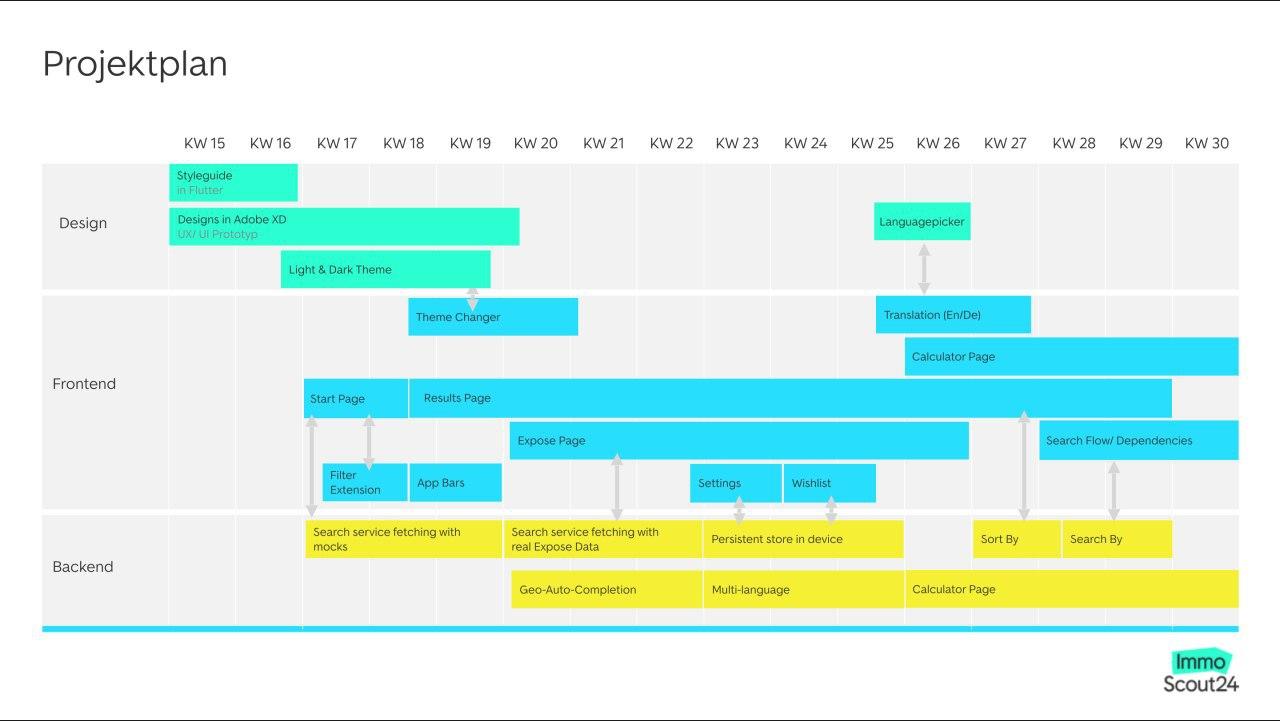 Projektplan
KW 15 KW 16 KW 17 KW 18 KW 19 KW 20 KW 21 KW 22 KW 23 KW 24 KW 25 KW 26 KW 27 KW 28 KW 29 KW 30
Design
Styleguide
in Flutter
Designs in Adobe XD
UX/ UI Prototyp
Light & Dark Theme
Languagepicker
Frontend
Theme Changer
Translation (En/De)
Calculator Page
Start Page
Results Page
Expose Page
Search Flow/ Dependencies
Filter
Extension
App Bars
Settings
Wishlist
Backend
Search service fetching with
mocks
Search service fetching with
real Expose Data
Persistent store in device
Sort By
Search By
Geo-Auto-Completion
Multi-language
Calculator Page
Immo
Scout24